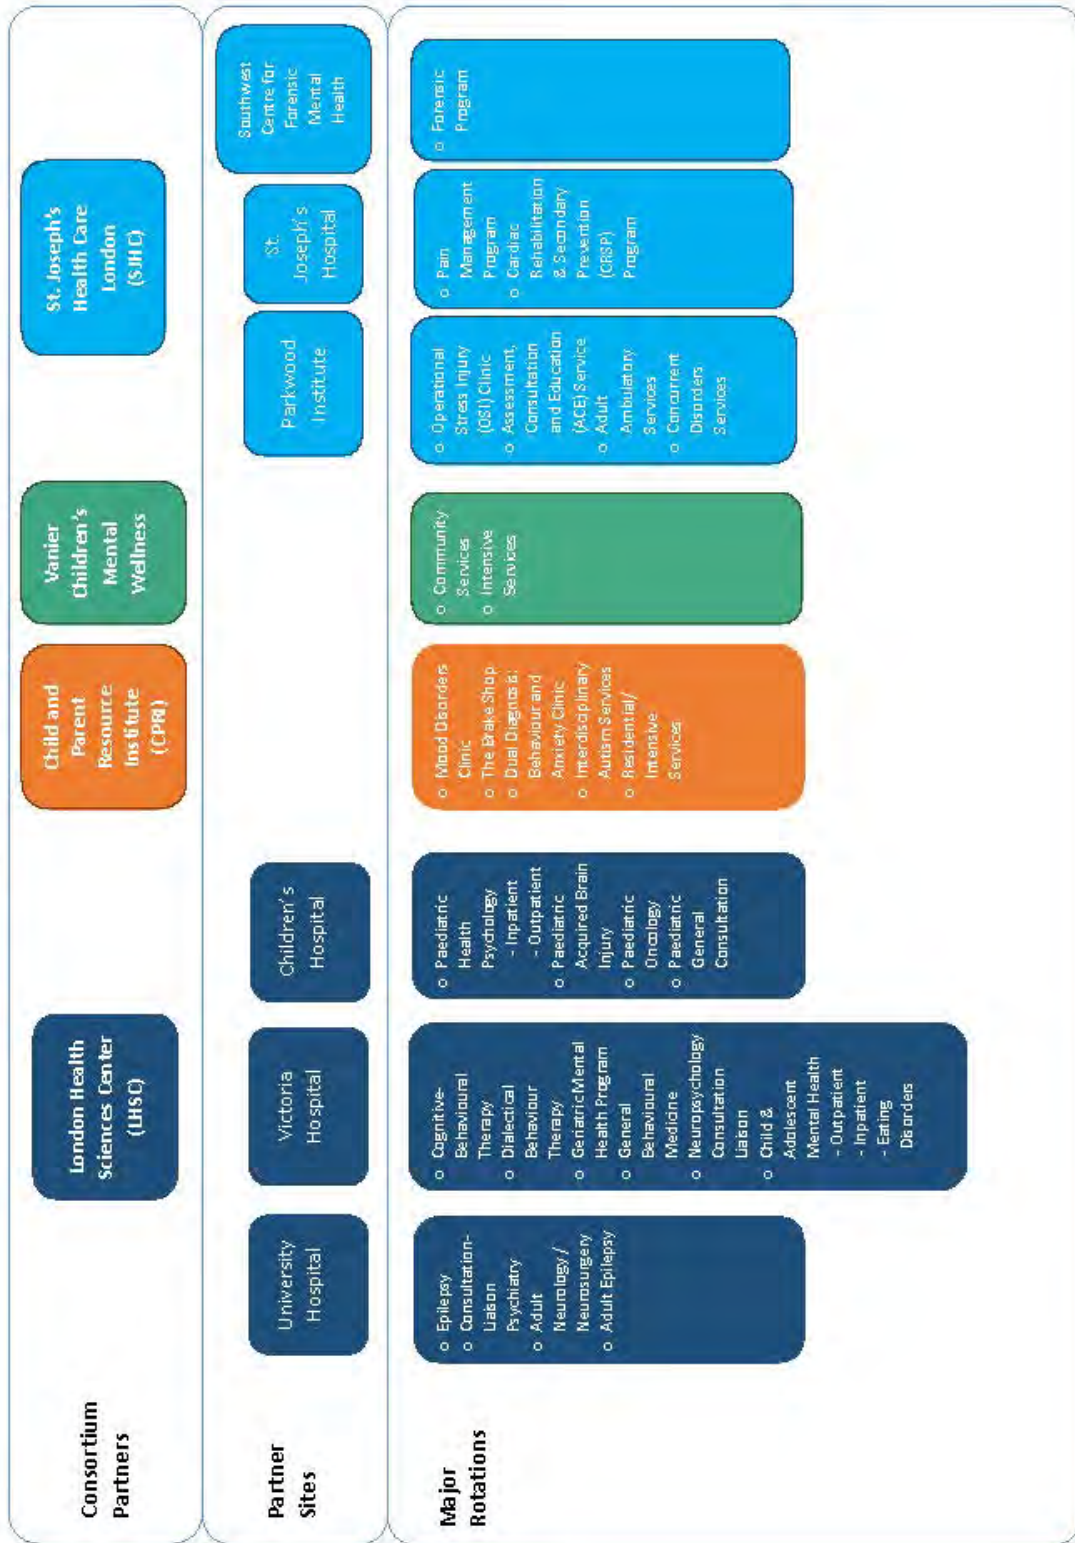 Consortium
Partners
London Health
Sciences Center
(LHSC)
Child and
Parent
Resource
Institute
(CPRI)
Vanier
Children's
Mental
Wellness
St. Joseph's
Health Care
London
(SJHC)
Partner
Sites
University
Hospital
Victoria
Hospital
Children's
Hospital
Parkwood
Institute
St.
Joseph's
Hospital
Southwest
Centre for
Forensic
Mental
Health
Major
Rotations
o Epilepsy
o Consultation-
Liaison
Psychiatry
o Adult
Neurology/
Neurosurgery
o Adult Epilepsy
o Cognitive-
Behavioural
Therapy
o Dialectical
Behaviour
Therapy
o Geriatric Mental
Health Program
o General
Behavioural
Medicine
o Neuropsychology
Consultation
Liaison
o Child &
Adolescent
Mental Health
- Outpatient
- Inpatient
- Eating
Disorders
o Paediatric
Health
Psychology
- Inpatient
- Outpatient
o Paediatric
Acquired Brain
Injury
o Paediatric
Oncology
o Paediatric
General
Consultation
o Mood Disorders
Clinic
o The Brake Shop
o Dual Diagnosis:
Behaviour and
Anxiety Clinic
o Interdisciplinary
Autism Services
o Residential/
Intensive
Services
o Community
Services
o Intensive
Services
o Operational
Stress Injury
(OSI) Clinic
o Assessment,
Consultation
and Education
(ACE) Service
o Adult
Ambulatory
Services
o Concurrent
Disorders
Services
o Pain
Management
Program
o Cardiac
Rehabilitation
& Secondary
Prevention
(CRSP)
Program
o Forensic
Program